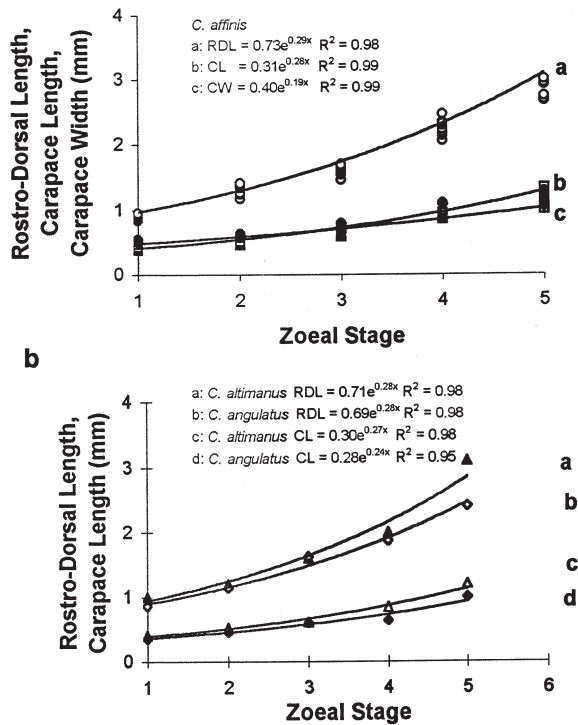 C. affinis
a: RDL = 0.73e^0.29x R² = 0.98
b: CL = 0.31e^0.28x R² = 0.99
c: CW = 0.40e^0.19x R² = 0.99
Rostro-Dorsal Length,
Carapace Length,
Carapace Width (mm)
4
3
2
1
0
a
b
c
1 2 3 4 5
Zoeal Stage
b
a: C. altimanus RDL = 0.71e^0.28x R² = 0.98
b: C. angulatus RDL = 0.69e^0.28x R² = 0.98
c: C. altimanus CL = 0.30e^0.27x R² = 0.98
d: C. angulatus CL = 0.28e^0.24x R² = 0.95
Rostro-Dorsal Length,
Carapace Length (mm)
4
3
2
1
0
a
b
c
d
1 2 3 4 5 6
Zoeal Stage